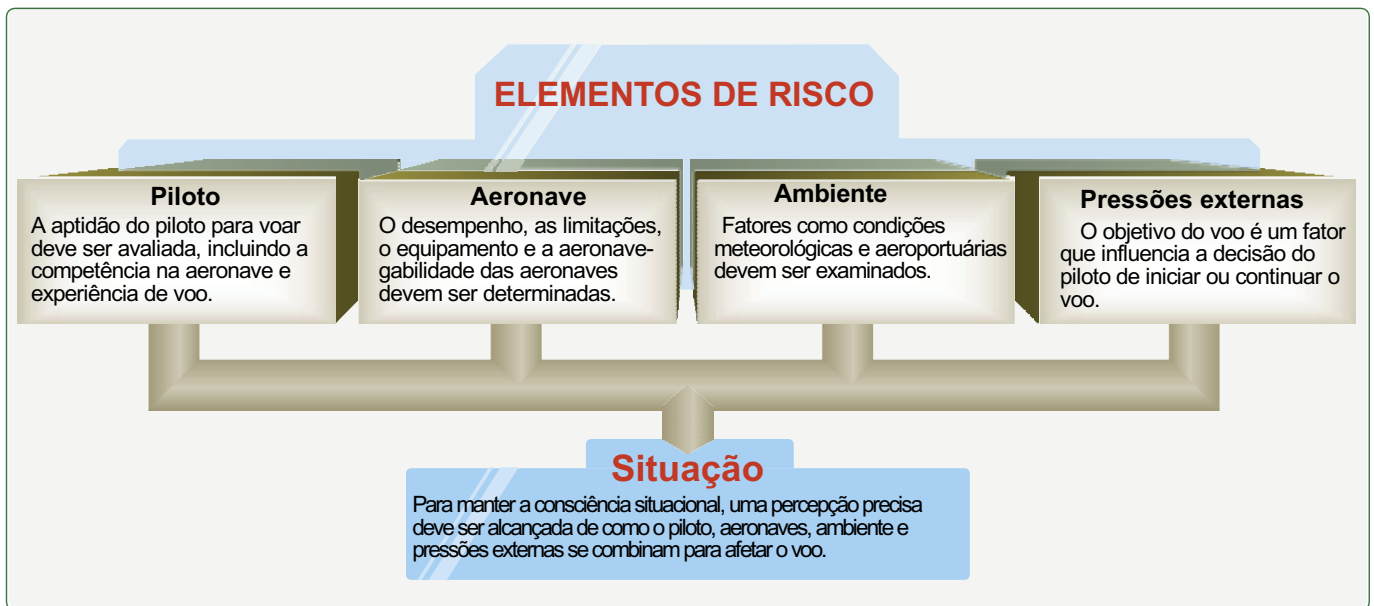 ELEMENTOS DE RISCO
Piloto
A aptidão do piloto para voar
deve ser avaliada, incluindo a
competência na aeronave e
experiência de voo.
Aeronave
O desempenho, as limitações,
o equipamento e a aeronave-
gabilidade das aeronaves
devem ser determinadas.
Ambiente
Fatores como condições
meteorológicas e aeroportuárias
devem ser examinados.
Pressões externas
O objetivo do voo é um fator
que influencia a decisão do
piloto de iniciar ou continuar o
voo.
Situação
Para manter a consciência situacional, uma percepção precisa
deve ser alcançada de como o piloto, aeronaves, ambiente e
pressões externas se combinam para afetar o voo.